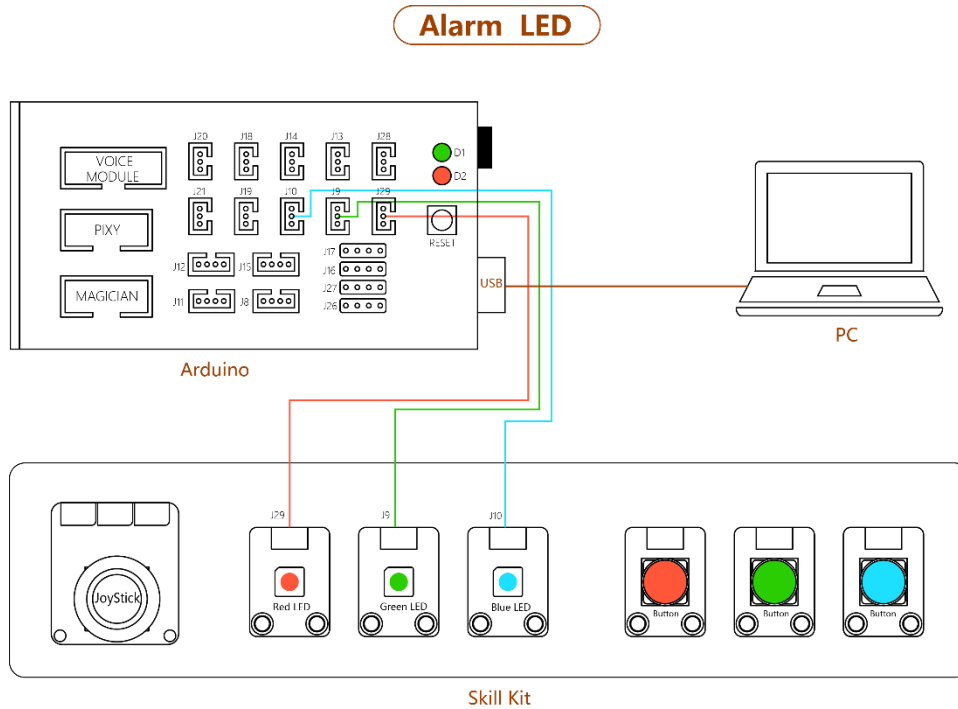 Alarm LED
J20 J18 J14 J13 J28
VOICE
MODULE
D1
D2
J21 J19 J10 J9 J29
PIXY
RESET
J17
J12 J15
J16
USB
J27
MAGICIAN
J11 J8
J26
PC
Arduino
J29 J9 J10
JoyStick
Red LED
Green LED
Blue LED
Button
Button
Button
Skill Kit